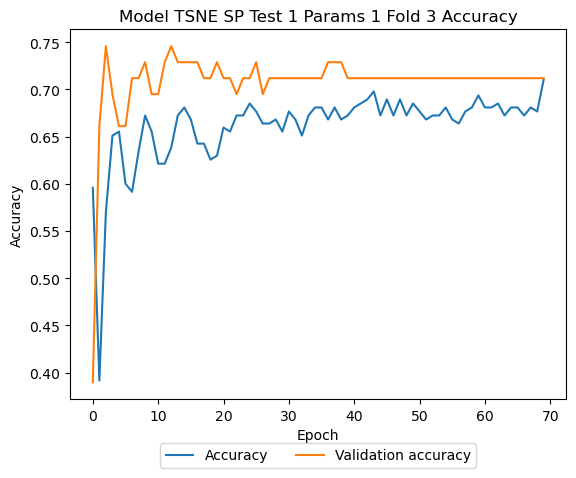 Model TSNE SP Test 1 Params 1 Fold 3 Accuracy
Accuracy
0.75
0.70
0.65
0.60
0.55
0.50
0.45
0.40
0 10 20 30 40 50 60 70
Epoch
Accuracy Validation accuracy